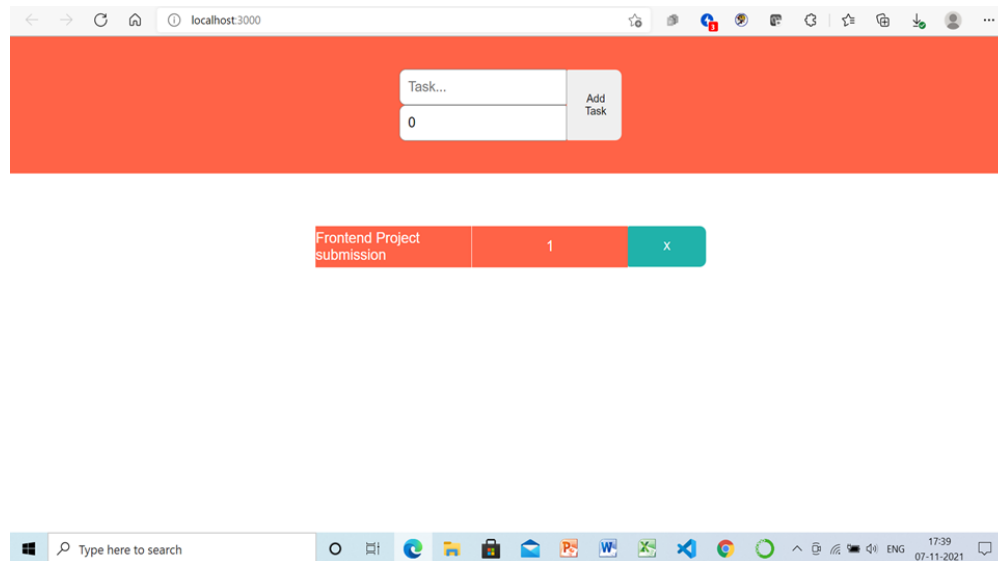 localhost:3000
3
Task...
0
Add
Task
Frontend Project
submission
1
x
Type here to search
ENG
17:39
07-11-2021